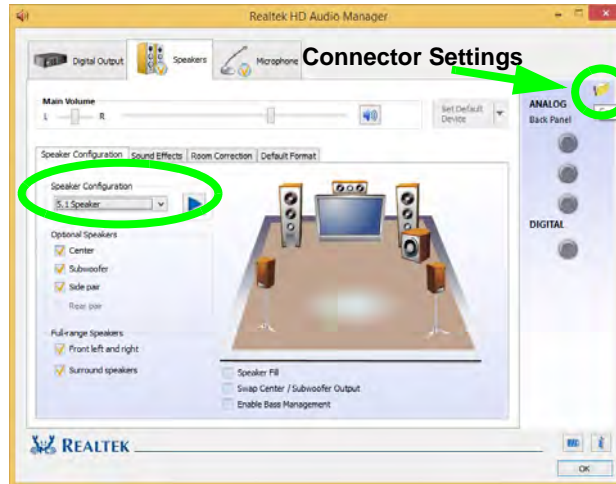 Realtek HD Audio Manager
Digital Output
Speakers
Microphone
Connector Settings
Main Volume
L
R
Set Default
Device
ANALOG
Back Panel
Speaker Configuration
Sound Effects
Room Correction
Default Format
Speaker Configuration
5.1 Speaker
Optional Speakers
Center
Subwoofer
Side pair
Rear pair
Full-range Speakers
Front left and right
Surround speakers
Speaker Fill
Swap Center / Subwoofer Output
Enable Bass Management
DIGITAL
REALTEK
OK